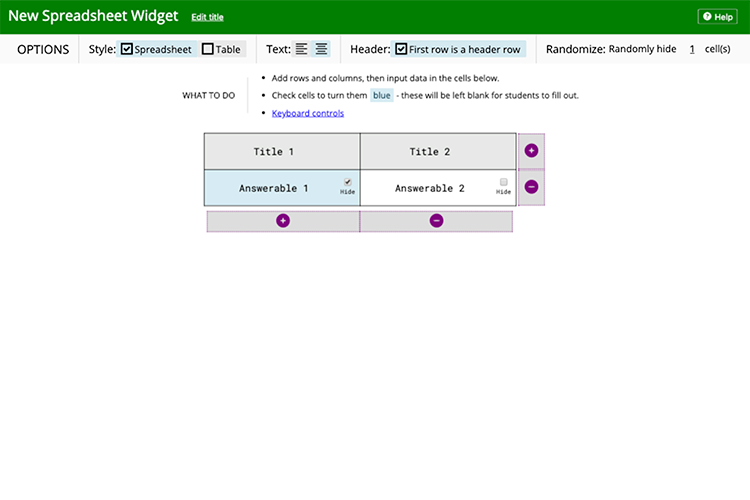 New Spreadsheet Widget Edit title Help
OPTIONS Style: Spreadsheet Table Text: Header: First row is a header row Randomize: Randomly hide 1 cell(s)
• Add rows and columns, then input data in the cells below.
WHAT TO DO • Check cells to turn them blue - these will be left blank for students to fill out.
• Keyboard controls
Title 1 Title 2
Answerable 1 Hide Answerable 2 Hide